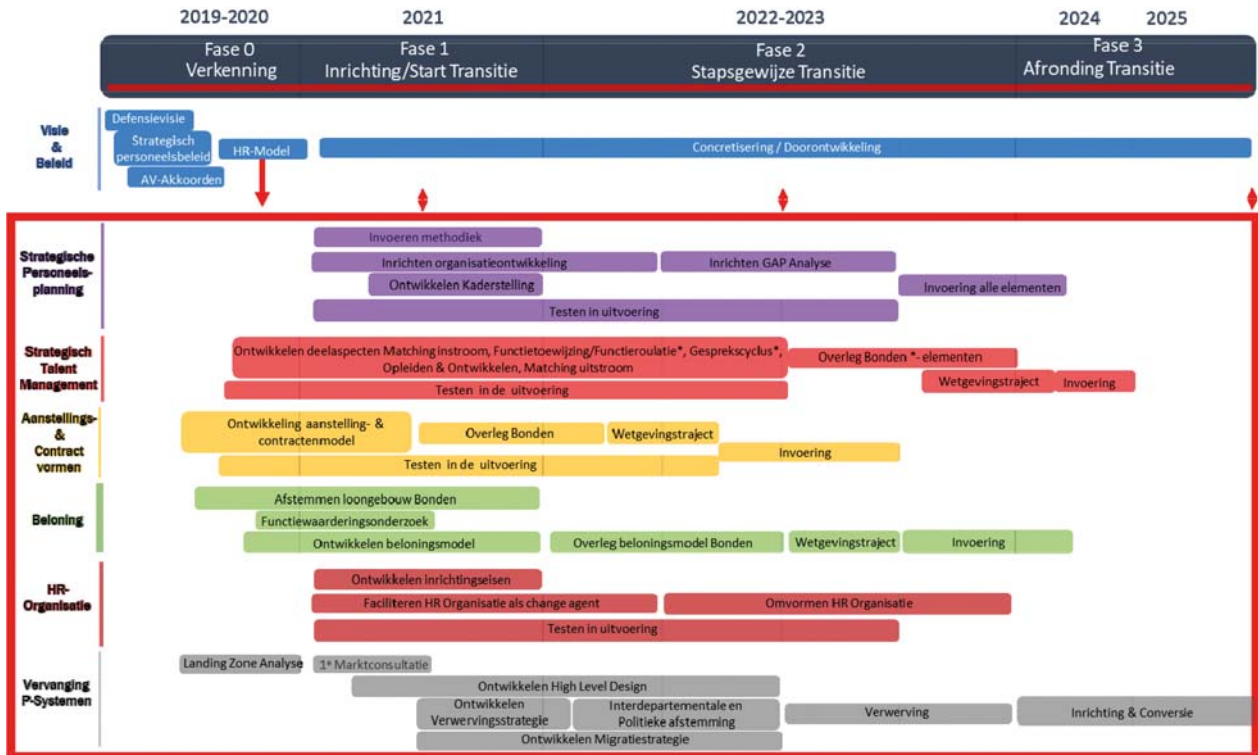 2019-2020
2021
2022-2023
2024
2025
Fase 0
Verkenning
Fase 1
Inrichting/Start Transitie
Fase 2
Stapsgewijze Transitie
Fase 3
Afronding Transitie
Visie
&
Beleid
Defensievisie
Strategisch
personeelsbeleid
HR-Model
AV-Akkoorden
Concretisering / Doorontwikkeling
Strategische
Personeels-
planning
Invoeren methodiek
Inrichten organisatieontwikkeling
Inrichten GAP Analyse
Ontwikkelen Kaderstelling
Invoering alle elementen
Testen in uitvoering
Strategisch
Talent
Management
Ontwikkelen deelaspecten Matching instroom, Functietoewijzing/Functieroulatie*, Gesprekscyclus*,
Opleiden & Ontwikkelen, Matching uitstroom
Overleg Bonden *- elementen
Testen in de uitvoering
Wetgevingstraject
Invoering
Aanstellings-
&
Contract
vormen
Ontwikkeling aanstelling- &
contractenmodel
Overleg Bonden
Wetgevingstraject
Invoering
Testen in de uitvoering
Beloning
Afstemmen loongebouw Bonden
Functiewaarderingsonderzoek
Ontwikkelen beloningsmodel
Overleg beloningsmodel Bonden
Wetgevingstraject
Invoering
HR-
Organisatie
Ontwikkelen inrichtingseisen
Faciliteren HR Organisatie als change agent
Omvormen HR Organisatie
Testen in uitvoering
Vervanging
P-Systemen
Landing Zone Analyse
1e Marktconsultatie
Ontwikkelen High Level Design
Ontwikkelen
Verwervingsstrategie
Interdepartementale en
Politieke afstemming
Verwerving
Inrichting & Conversie
Ontwikkelen Migratiestrategie